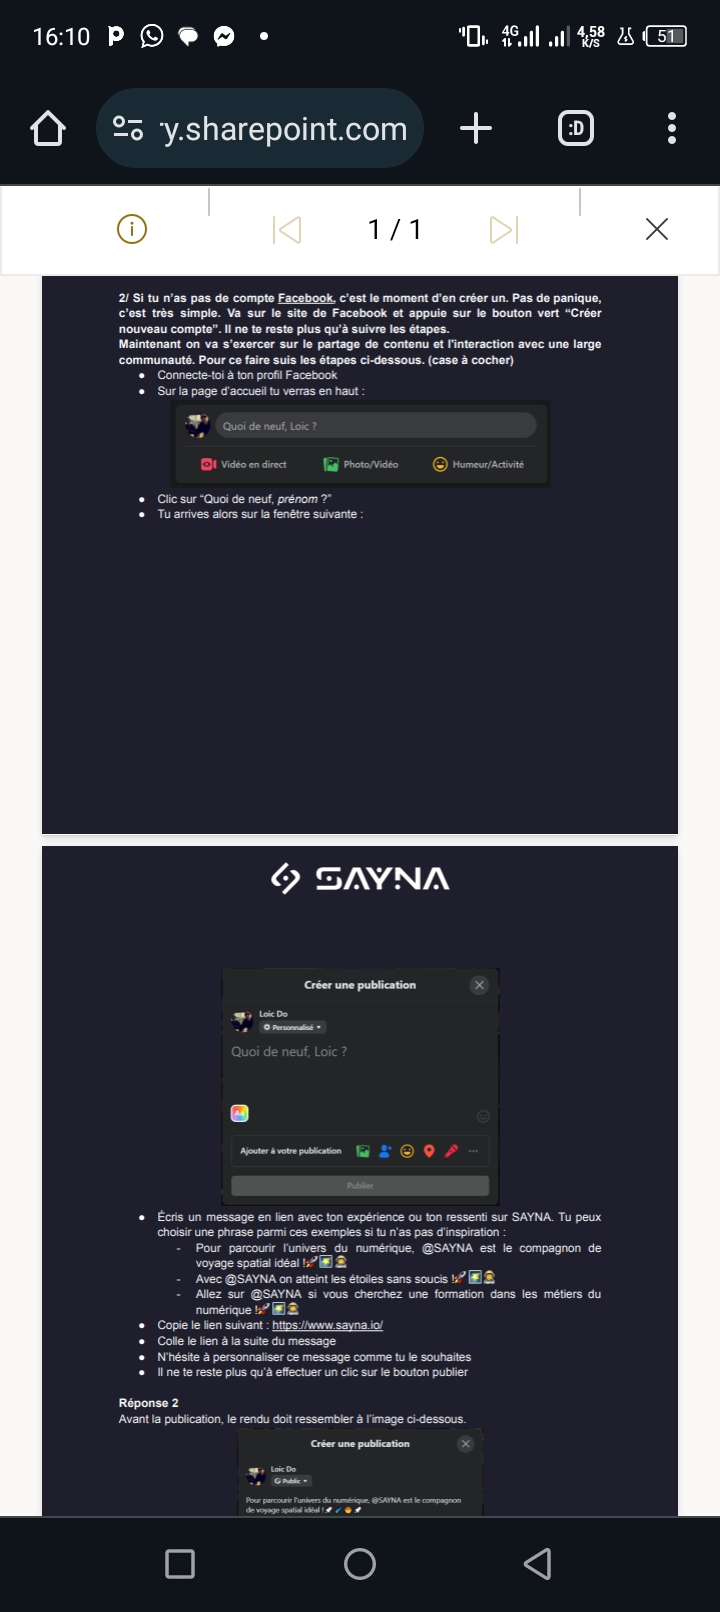 16:10
4G
4,58
K/S
51
y.sharepoint.com
:D
1 / 1
2/ Si tu n'as pas de compte Facebook, c'est le moment d'en créer un. Pas de panique,
c'est très simple. Va sur le site de Facebook et appuie sur le bouton vert “Créer
nouveau compte”. Il ne te reste plus qu'à suivre les étapes.
Maintenant on va s'exercer sur le partage de contenu et l'interaction avec une large
communauté. Pour ce faire suis les étapes ci-dessous. (case à cocher)
● Connecte-toi à ton profil Facebook
● Sur la page d'accueil tu verras en haut :
Quoi de neuf, Loic ?
Vidéo en direct Photo/Vidéo Humeur/Activité
● Clic sur “Quoi de neuf, prénom ?”
● Tu arrives alors sur la fenêtre suivante :
SAYNA
Créer une publication
Loic Do
Personnalisé
Quoi de neuf, Loic ?
Aa
Ajouter à votre publication
Publier
● Écris un message en lien avec ton expérience ou ton ressenti sur SAYNA. Tu peux
choisir une phrase parmi ces exemples si tu n'as pas d'inspiration :
- Pour parcourir l'univers du numérique, @SAYNA est le compagnon de
voyage spatial idéal !🚀🌠👩‍🚀
- Avec @SAYNA on atteint les étoiles sans soucis !🚀🌠👩‍🚀
- Allez sur @SAYNA si vous cherchez une formation dans les métiers du
numérique !🚀🌠👩‍🚀
● Copie le lien suivant : https://www.sayna.io/
● Colle le lien à la suite du message
● N'hésite à personnaliser ce message comme tu le souhaites
● Il ne te reste plus qu'à effectuer un clic sur le bouton publier
Réponse 2
Avant la publication, le rendu doit ressembler à l'image ci-dessous.
Créer une publication
Loic Do
Public
Pour parcourir l'univers du numérique, @SAYNA est le compagnon
de voyage spatial idéal !